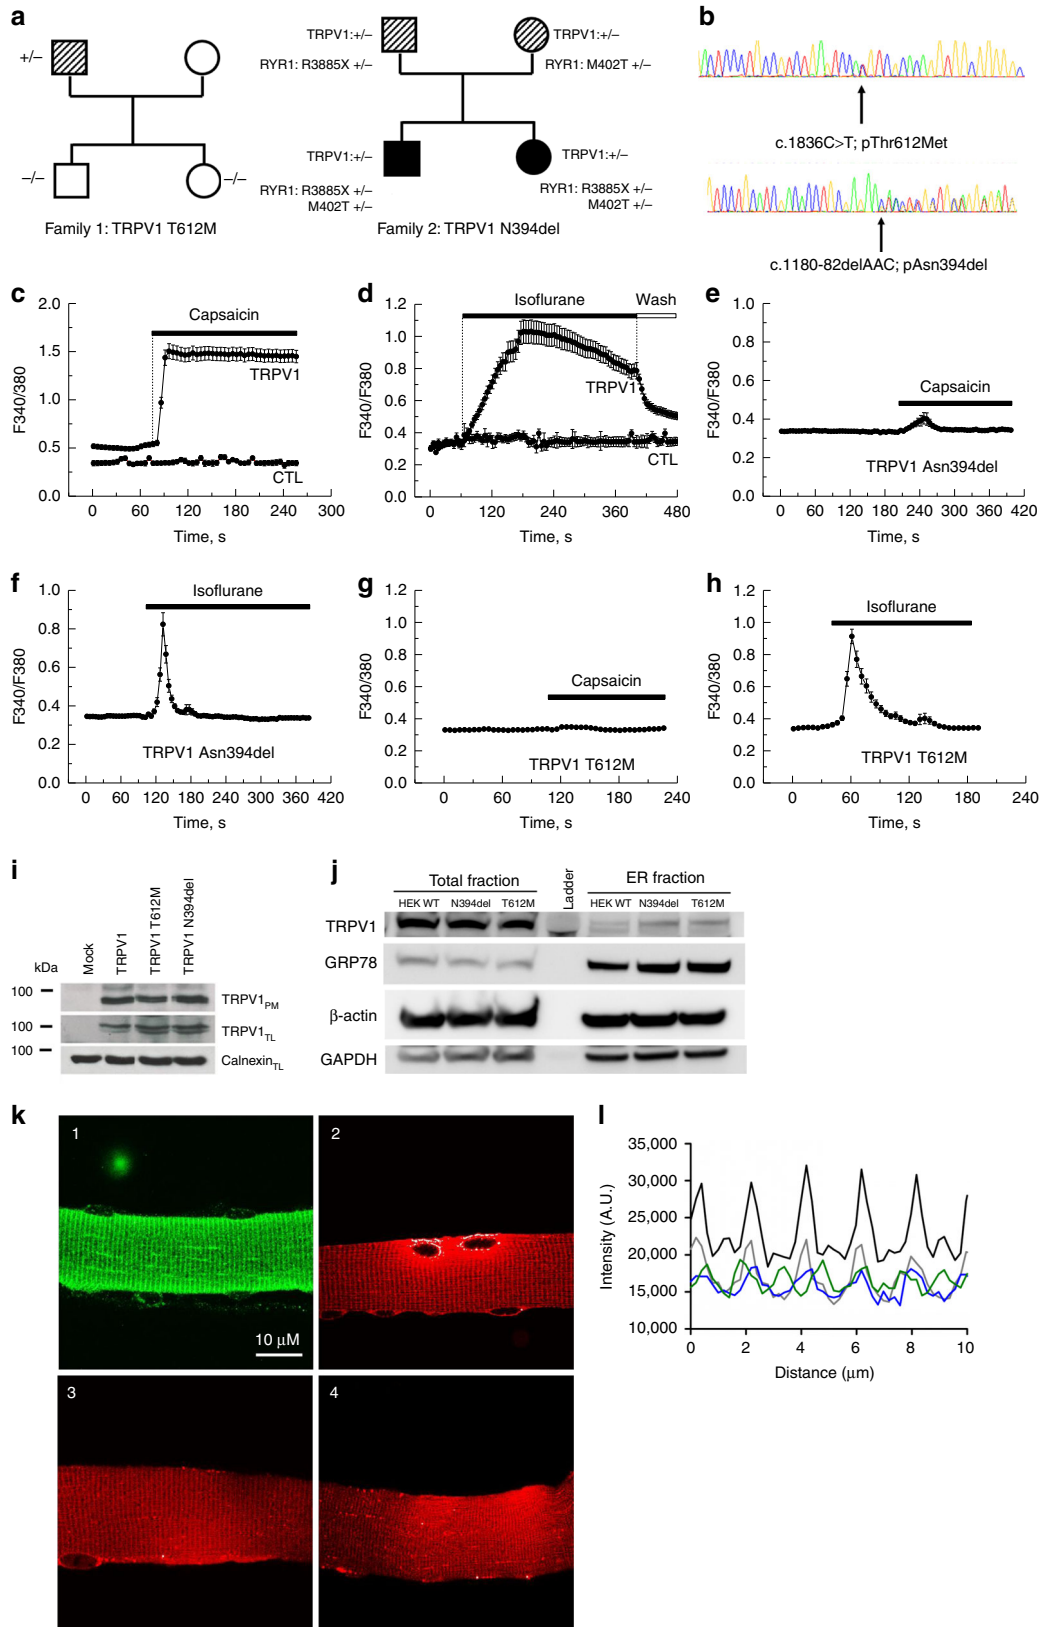 a
+/–
–/–
–/–
Family 1: TRPV1 T612M
TRPV1:+/–
RYR1: R3885X +/–
TRPV1:+/–
RYR1: M402T +/–
TRPV1:+/–
RYR1: R3885X +/–
M402T +/–
TRPV1:+/–
RYR1: R3885X +/–
M402T +/–
Family 2: TRPV1 N394del
b
c.1836C>T; pThr612Met
c.1180-82delAAC; pAsn394del
c
F340/380
2.0
1.5
1.0
0.5
0.0
Capsaicin
TRPV1
CTL
0 60 120 180 240 300
Time, s
d
F340/F380
1.2
1.0
0.8
0.6
0.4
0.2
0.0
Isoflurane
Wash
TRPV1
CTL
0 120 240 360 480
Time, s
e
F340/F380
1.0
0.8
0.6
0.4
0.2
0.0
Capsaicin
TRPV1 Asn394del
0 60 120 180 240 300 360 420
Time, s
f
F340/F380
1.0
0.8
0.6
0.4
0.2
0.0
Isoflurane
TRPV1 Asn394del
0 60 120 180 240 300 360 420
Time, s
g
F340/380
1.2
1.0
0.8
0.6
0.4
0.2
0.0
Capsaicin
TRPV1 T612M
0 60 120 180 240
Time, s
h
F340/380
1.2
1.0
0.8
0.6
0.4
0.2
0.0
Isoflurane
TRPV1 T612M
0 60 120 180 240
Time, s
i
kDa
Mock
TRPV1
TRPV1 T612M
TRPV1 N394del
100
TRPV1PM
100
TRPV1TL
100
CalnexinTL
j
Total fraction
Ladder
ER fraction
HEK WT N394del T612M
HEK WT N394del T612M
TRPV1
GRP78
β-actin
GAPDH
k
1
10 μM
2
3
4
l
Intensity (A.U.)
35,000
30,000
25,000
20,000
15,000
10,000
0 2 4 6 8 10
Distance (μm)